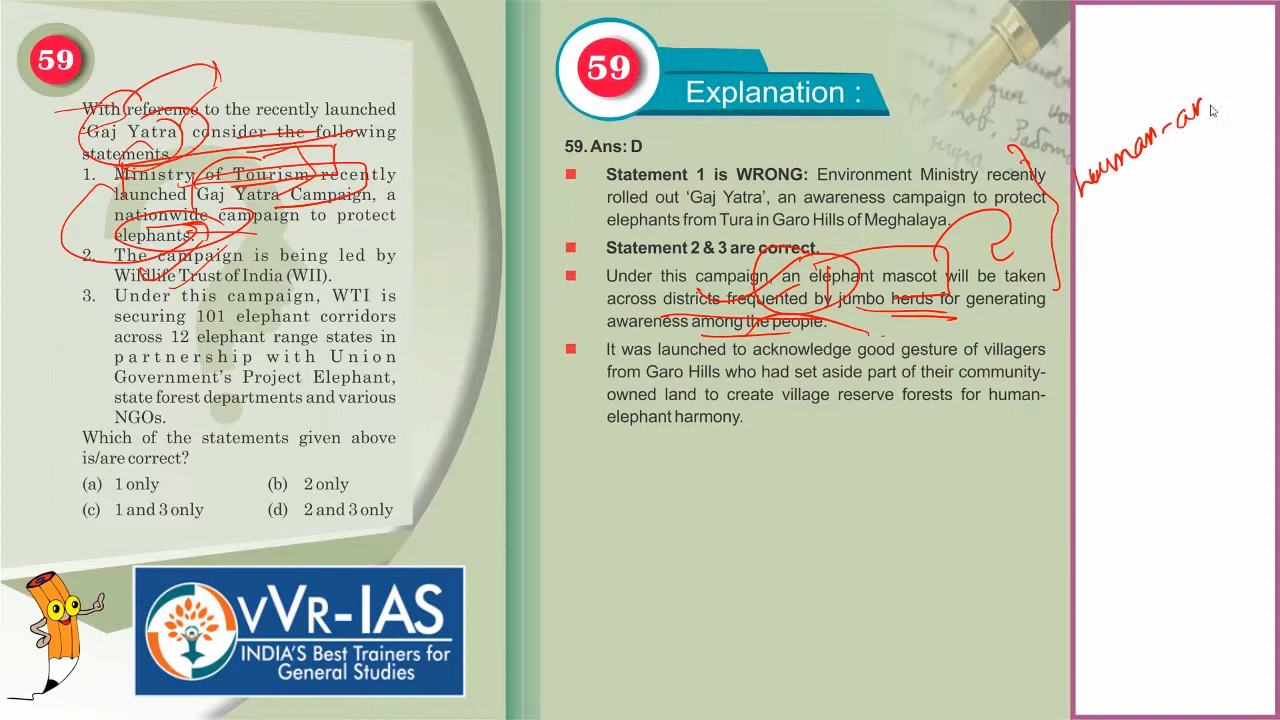 59
With reference to the recently launched
'Gaj Yatra' consider the following
statements.
1. Ministry of Tourism recently
launched Gaj Yatra Campaign, a
nationwide campaign to protect
elephants.
2. The campaign is being led by
Wildlife Trust of India (WII).
3. Under this campaign, WTI is
securing 101 elephant corridors
across 12 elephant range states in
partnership with Union
Government's Project Elephant,
state forest departments and various
NGOs.
Which of the statements given above
is/are correct?
(a) 1 only (b) 2 only
(c) 1 and 3 only (d) 2 and 3 only
VVR-IAS
INDIA'S Best Trainers for
General Studies
59
Explanation :
59. Ans: D
Statement 1 is WRONG: Environment Ministry recently
rolled out 'Gaj Yatra', an awareness campaign to protect
elephants from Tura in Garo Hills of Meghalaya.
Statement 2 & 3 are correct.
Under this campaign, an elephant mascot will be taken
across districts frequented by jumbo herds for generating
awareness among the people.
It was launched to acknowledge good gesture of villagers
from Garo Hills who had set aside part of their community-
owned land to create village reserve forests for human-
elephant harmony.
human-ar